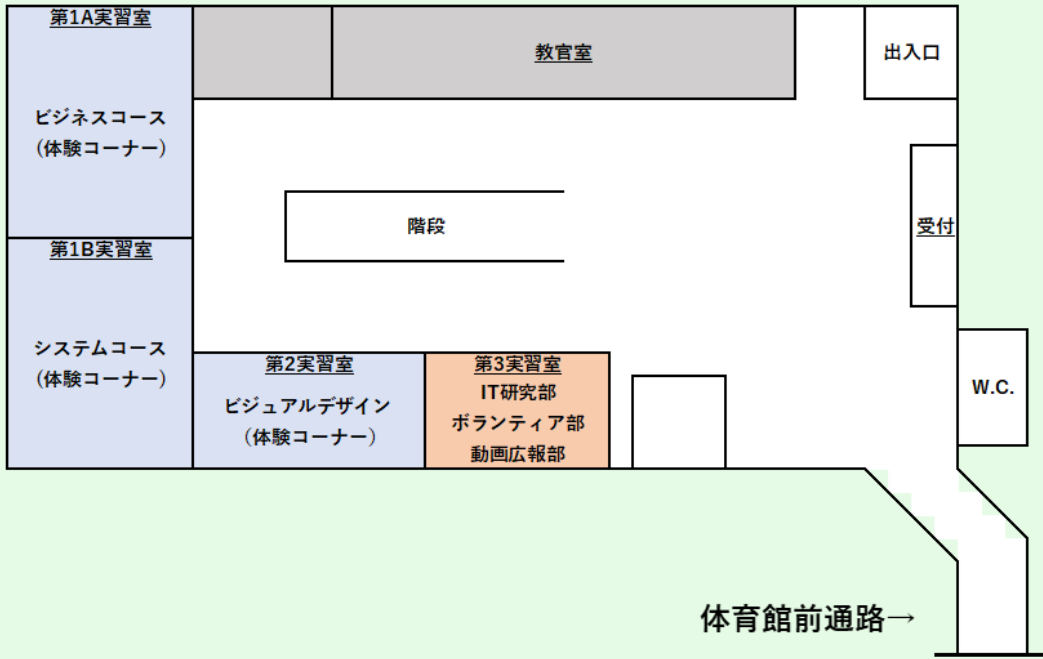 第1A実習室
ビジネスコース
(体験コーナー)
教官室
出入口
階段
受付
第1B実習室
システムコース
(体験コーナー)
第2実習室
ビジュアルデザイン
(体験コーナー)
第3実習室
IT研究部
ボランティア部
動画広報部
W.C.
体育館前通路→